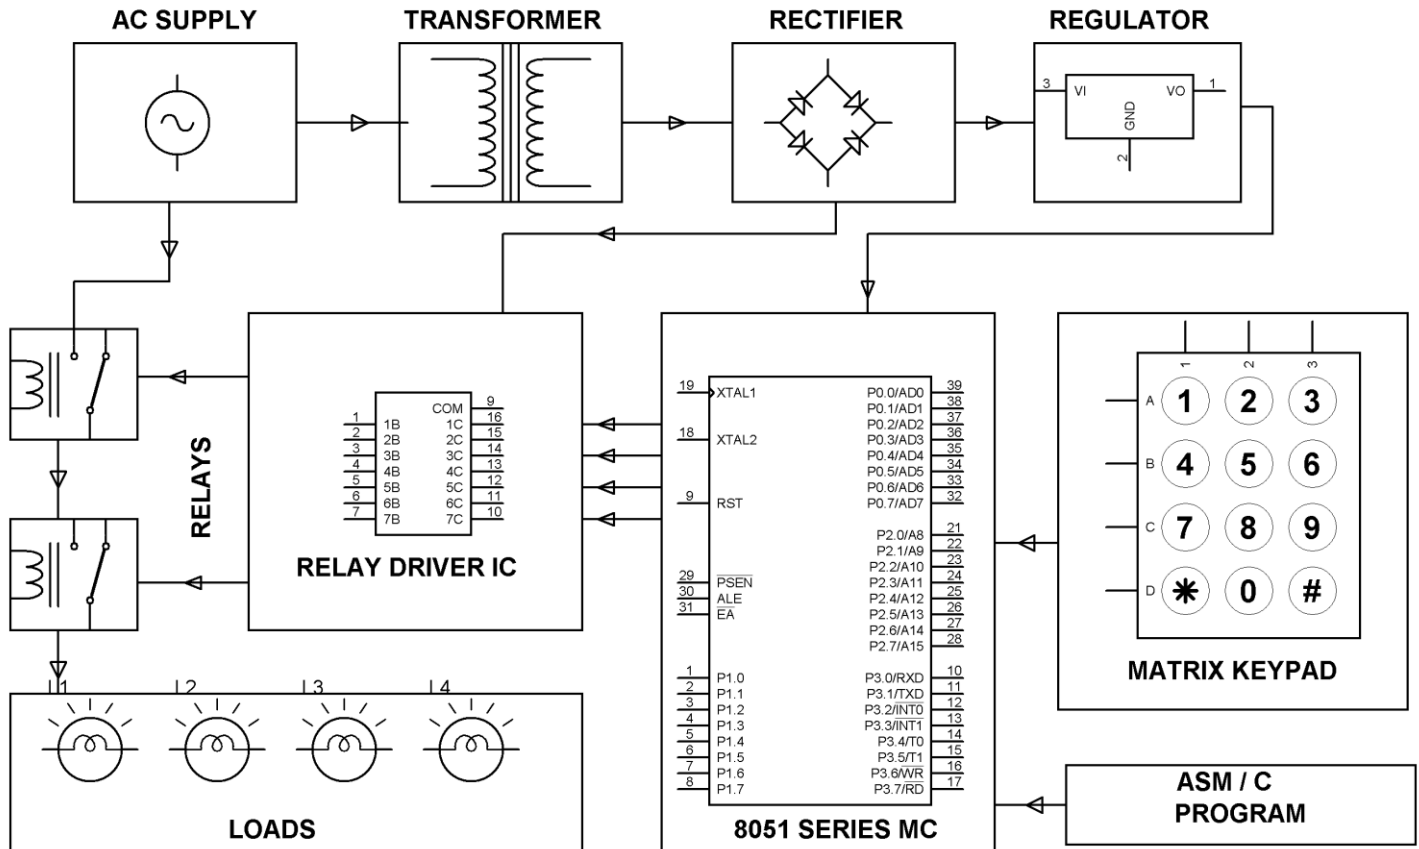 AC SUPPLY
TRANSFORMER
RECTIFIER
REGULATOR
3
VI
VO
1
GND
2
RELAYS
COM
9
1
1B
1C
16
2
2B
2C
15
3
3B
3C
14
4
4B
4C
13
5
5B
5C
12
6
6B
6C
11
7
7B
7C
10
RELAY DRIVER IC
19
XTAL1
18
XTAL2
9
RST
29
PSEN
30
ALE
31
EA
1
P1.0
2
P1.1
3
P1.2
4
P1.3
5
P1.4
6
P1.5
7
P1.6
8
P1.7
P0.0/AD0
39
P0.1/AD1
38
P0.2/AD2
37
P0.3/AD3
36
P0.4/AD4
35
P0.5/AD5
34
P0.6/AD6
33
P0.7/AD7
32
P2.0/A8
21
P2.1/A9
22
P2.2/A10
23
P2.3/A11
24
P2.4/A12
25
P2.5/A13
26
P2.6/A14
27
P2.7/A15
28
P3.0/RXD
10
P3.1/TXD
11
P3.2/INT0
12
P3.3/INT1
13
P3.4/T0
14
P3.5/T1
15
P3.6/WR
16
P3.7/RD
17
8051 SERIES MC
1
2
3
A
1 2 3
B
4 5 6
C
7 8 9
D
* 0 #
MATRIX KEYPAD
ASM / C
PROGRAM
L1
L2
L3
L4
LOADS